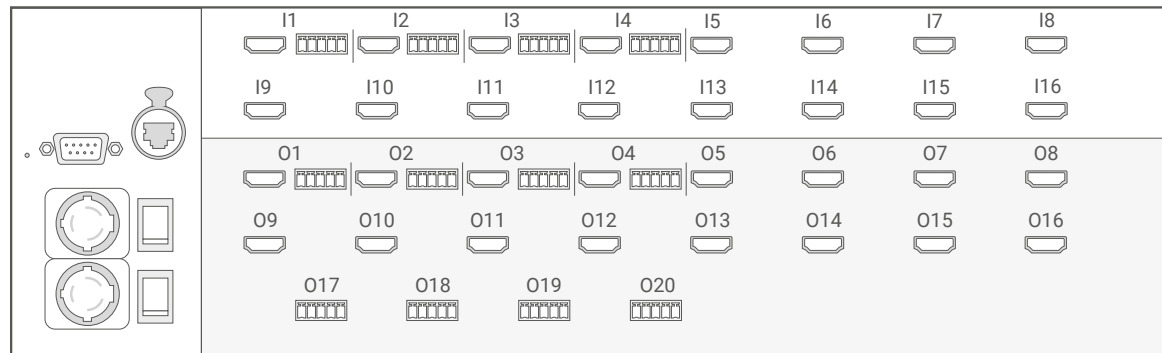 I1 I2 I3 I4 I5 I6 I7 I8
I9 I10 I11 I12 I13 I14 I15 I16
O1 O2 O3 O4 O5 O6 O7 O8
O9 O10 O11 O12 O13 O14 O15 O16
O17 O18 O19 O20